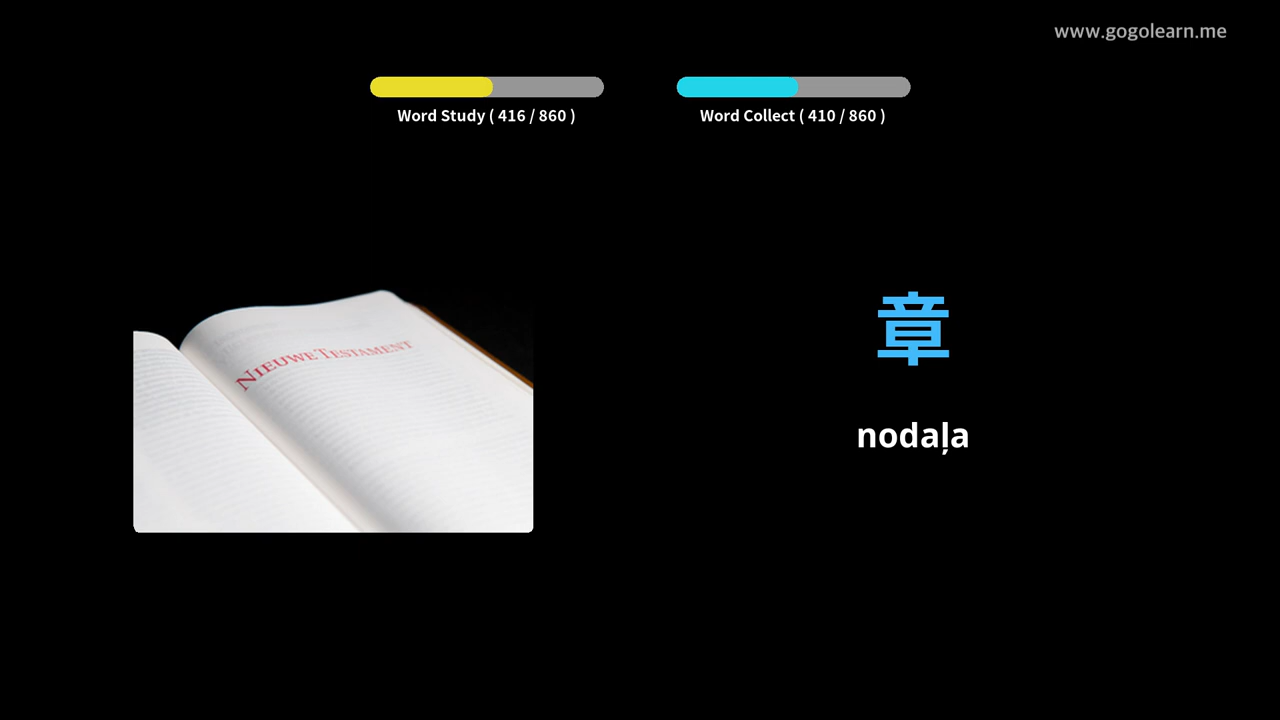 www.gogolearn.me
Word Study ( 416 / 860 )
Word Collect ( 410 / 860 )
NIEUWE TESTAMENT
章
nodaļa